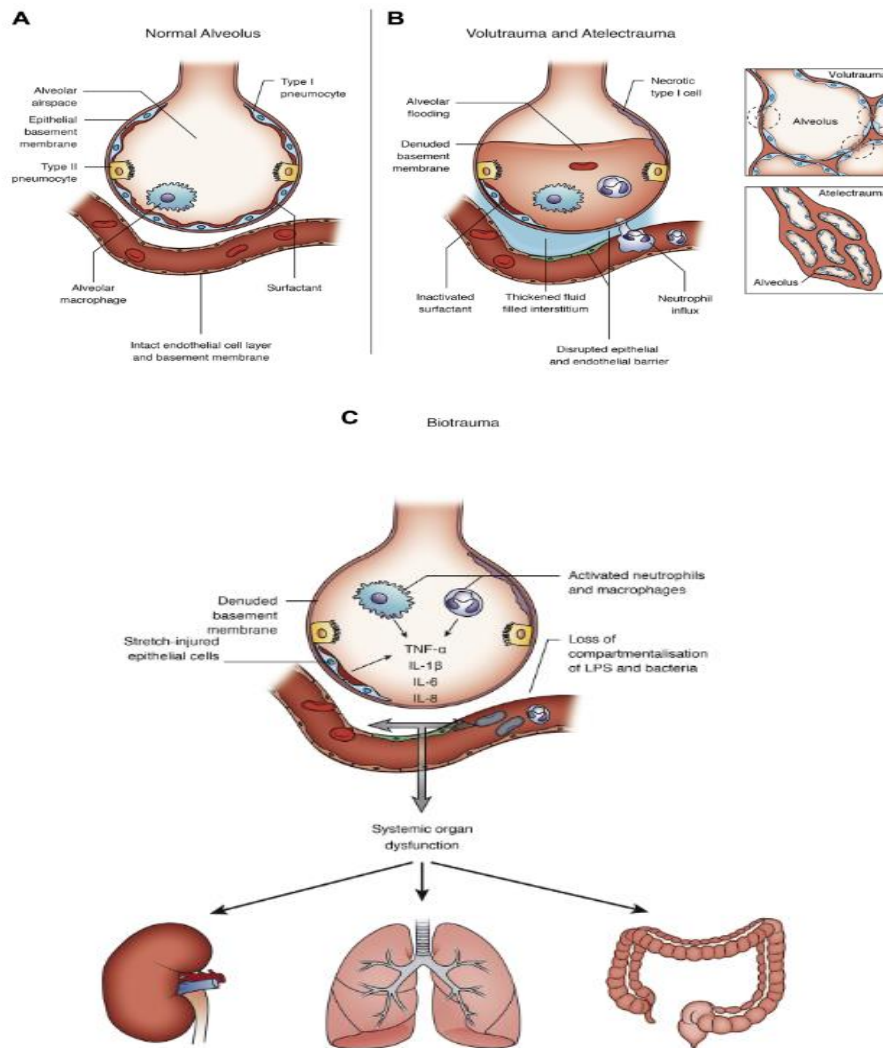 A
Normal Alveolus
Alveolar
airspace
Epithelial
basement
membrane
Type II
pneumocyte
Type I
pneumocyte
Alveolar
macrophage
Surfactant
Intact endothelial cell layer
and basement membrane
B
Volutrauma and Atelectrauma
Alveolar
flooding
Denuded
basement
membrane
Necrotic
type I cell
Inactivated
surfactant
Thickened fluid
filled interstitium
Neutrophil
influx
Disrupted epithelial
and endothelial barrier
Volutrauma
Alveolus
Atelectrauma
Alveolus
C
Biotrauma
Denuded
basement
membrane
Stretch-injured
epithelial cells
Activated neutrophils
and macrophages
TNF-α
IL-1β
IL-6
IL-8
Loss of
compartmentalisation
of LPS and bacteria
Systemic organ
dysfunction